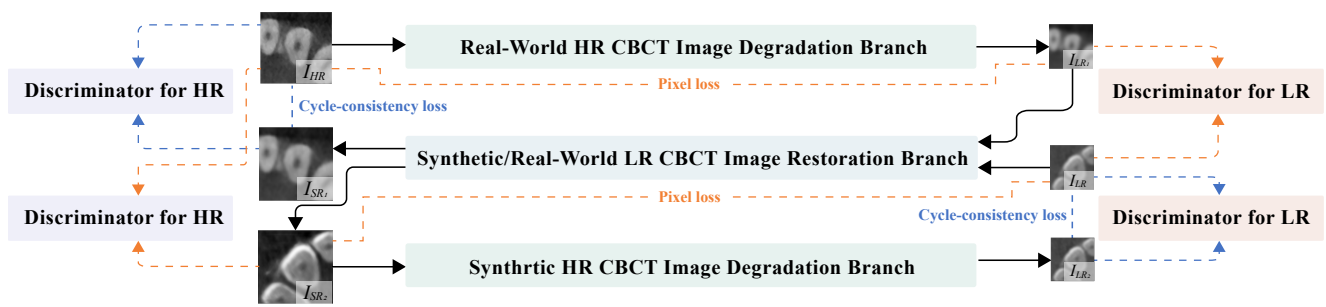 Real-World HR CBCT Image Degradation Branch
I_HR
I_LR₁
Pixel loss
Discriminator for HR
Discriminator for LR
Cycle-consistency loss
Synthetic/Real-World LR CBCT Image Restoration Branch
I_SR₁
I_LR
Pixel loss
Discriminator for HR
Cycle-consistency loss
Discriminator for LR
Synthrtic HR CBCT Image Degradation Branch
I_SR₂
I_LR₂